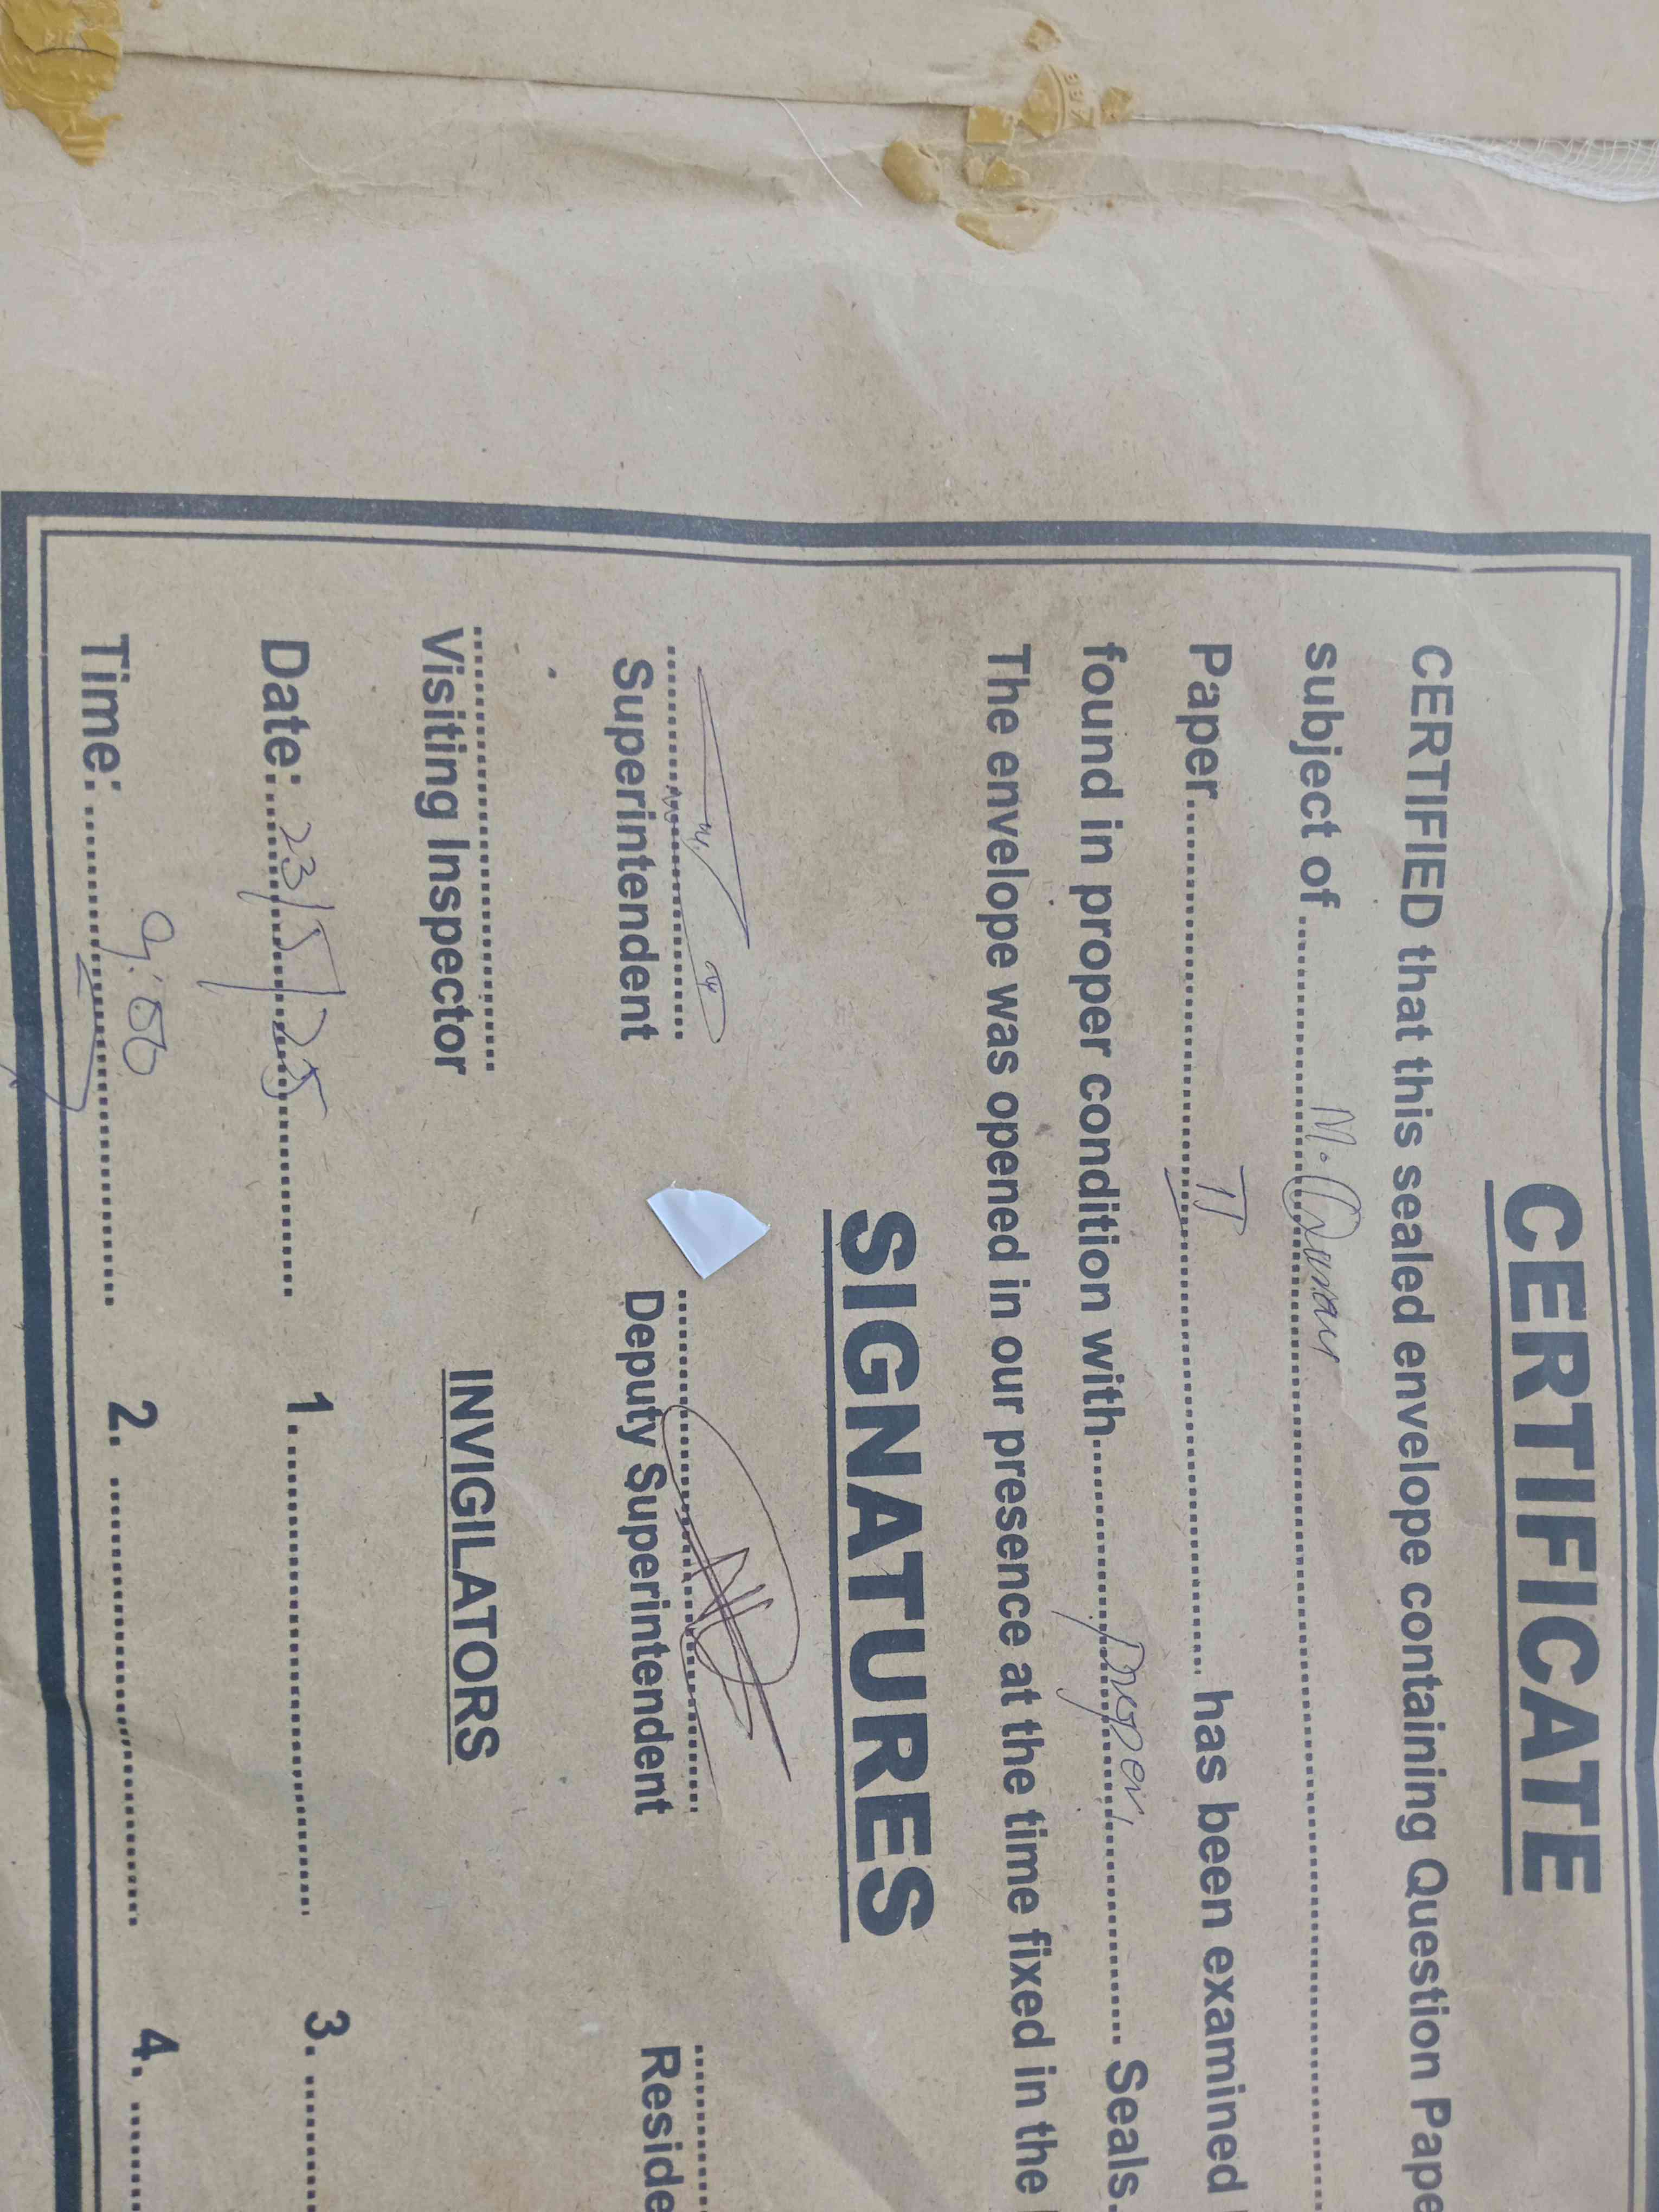 CERTIFICATE
CERTIFIED that this sealed envelope containing Question Pape
subject of .................... M. Quran ....................
Paper .................... II .................... has been examined
found in proper condition with .......... proper .......... Seals.
The envelope was opened in our presence at the time fixed in the
SIGNATURES
Superintendent Deputy Superintendent Reside
Visiting Inspector INVIGILATORS
Date: 23/5/25 1. .................... 3. ..........
Time: 9:00 2. .................... 4. ..........